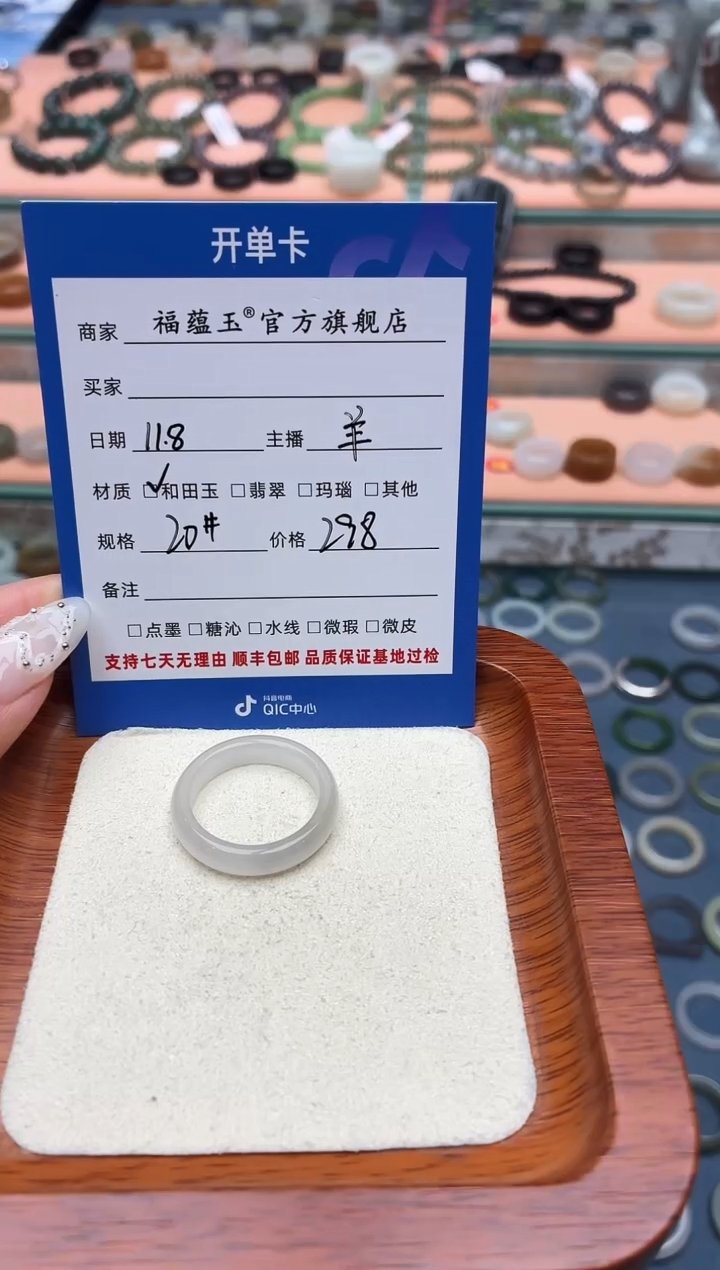 开单卡
商家 福蕴玉®官方旗舰店
买家
日期 11.8 主播 羊
材质 ☑和田玉 □翡翠 □玛瑙 □其他
规格 20# 价格 298
备注
□点墨 □糖沁 □水线 □微瑕 □微皮
支持七天无理由 顺丰包邮 品质保证基地过检
抖音电商
QIC中心